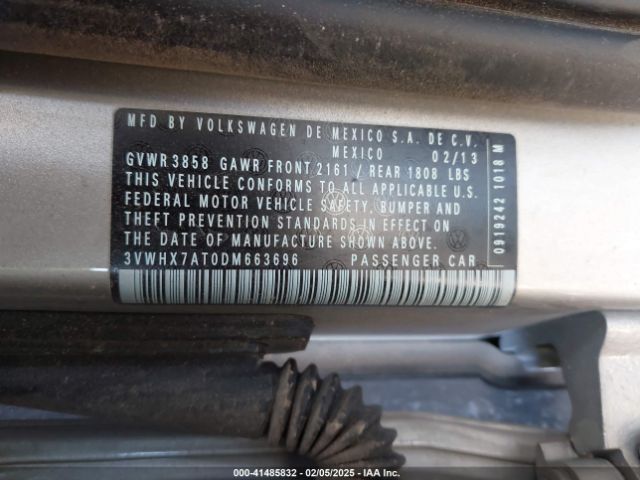 MFD BY VOLKSWAGEN DE MEXICO S.A. DE C.V.
MEXICO 02/13
GVWR 3858 GAWR FRONT 2161 / REAR 1808 LBS
THIS VEHICLE CONFORMS TO ALL APPLICABLE U.S.
FEDERAL MOTOR VEHICLE SAFETY, BUMPER AND
THEFT PREVENTION STANDARDS IN EFFECT ON
THE DATE OF MANUFACTURE SHOWN ABOVE.
3VWHX7AT0DM663696 PASSENGER CAR
0919242 1018 M
000-41485832 - 02/05/2025 - IAA Inc.